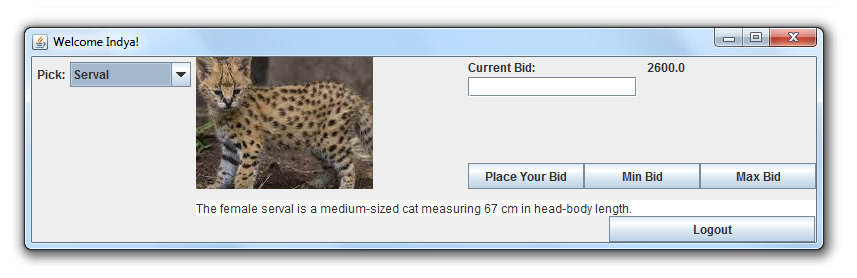 Welcome Indya!
Pick: Serval
Current Bid: 2600.0
Place Your Bid Min Bid Max Bid
The female serval is a medium-sized cat measuring 67 cm in head-body length.
Logout